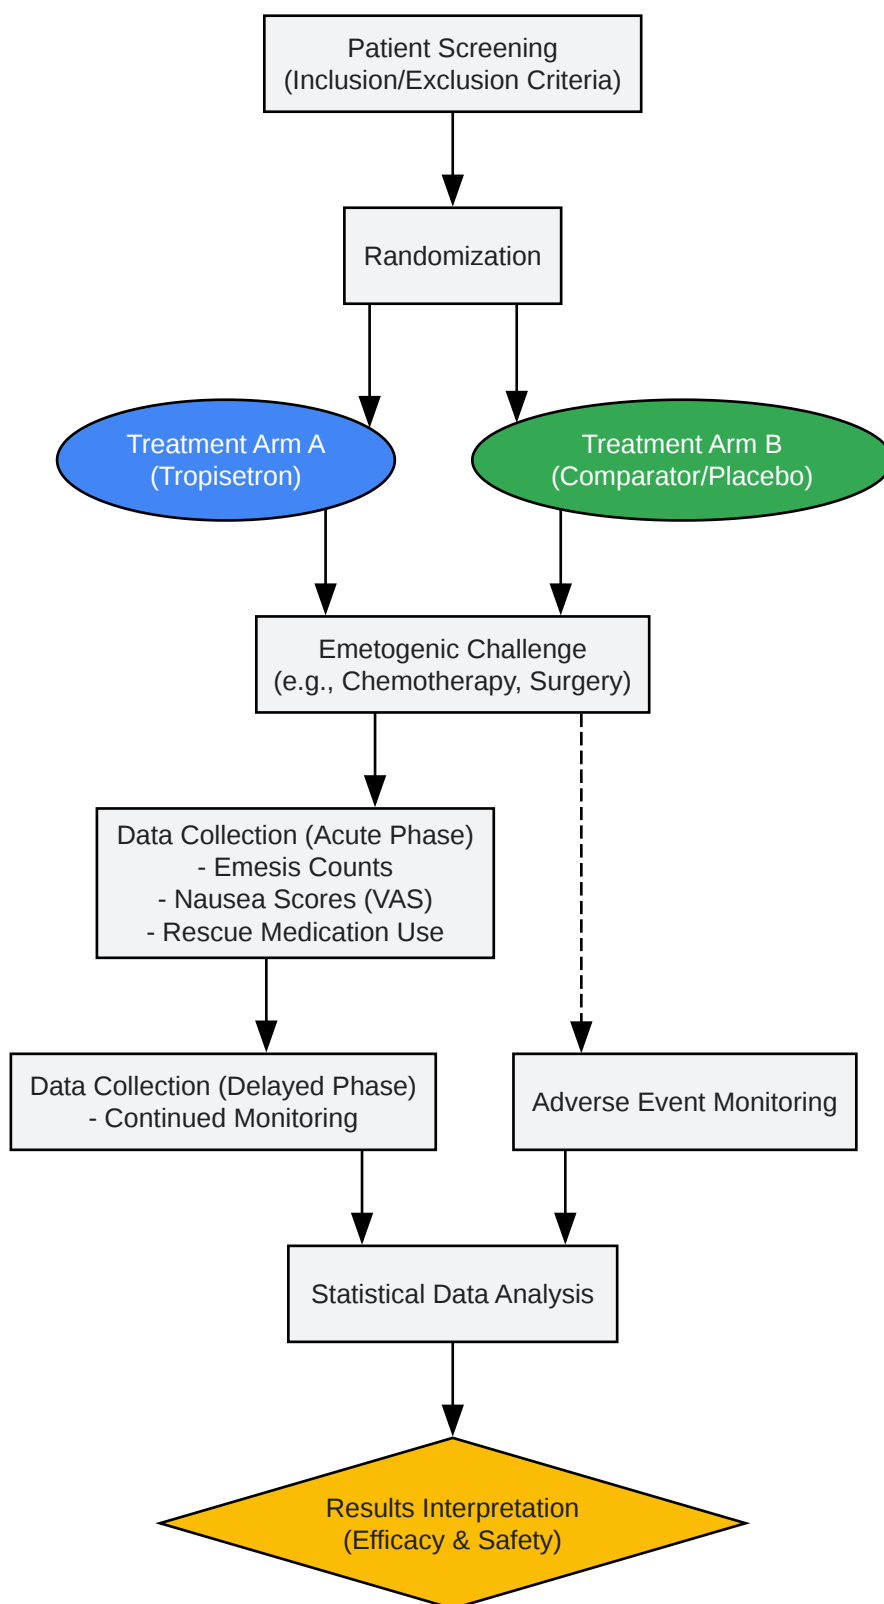 Patient Screening
(Inclusion/Exclusion Criteria)
Randomization
Treatment Arm A
(Tropisetron)
Treatment Arm B
(Comparator/Placebo)
Emetogenic Challenge
(e.g., Chemotherapy, Surgery)
Data Collection (Acute Phase)
- Emesis Counts
- Nausea Scores (VAS)
- Rescue Medication Use
Data Collection (Delayed Phase)
- Continued Monitoring
Adverse Event Monitoring
Statistical Data Analysis
Results Interpretation
(Efficacy & Safety)